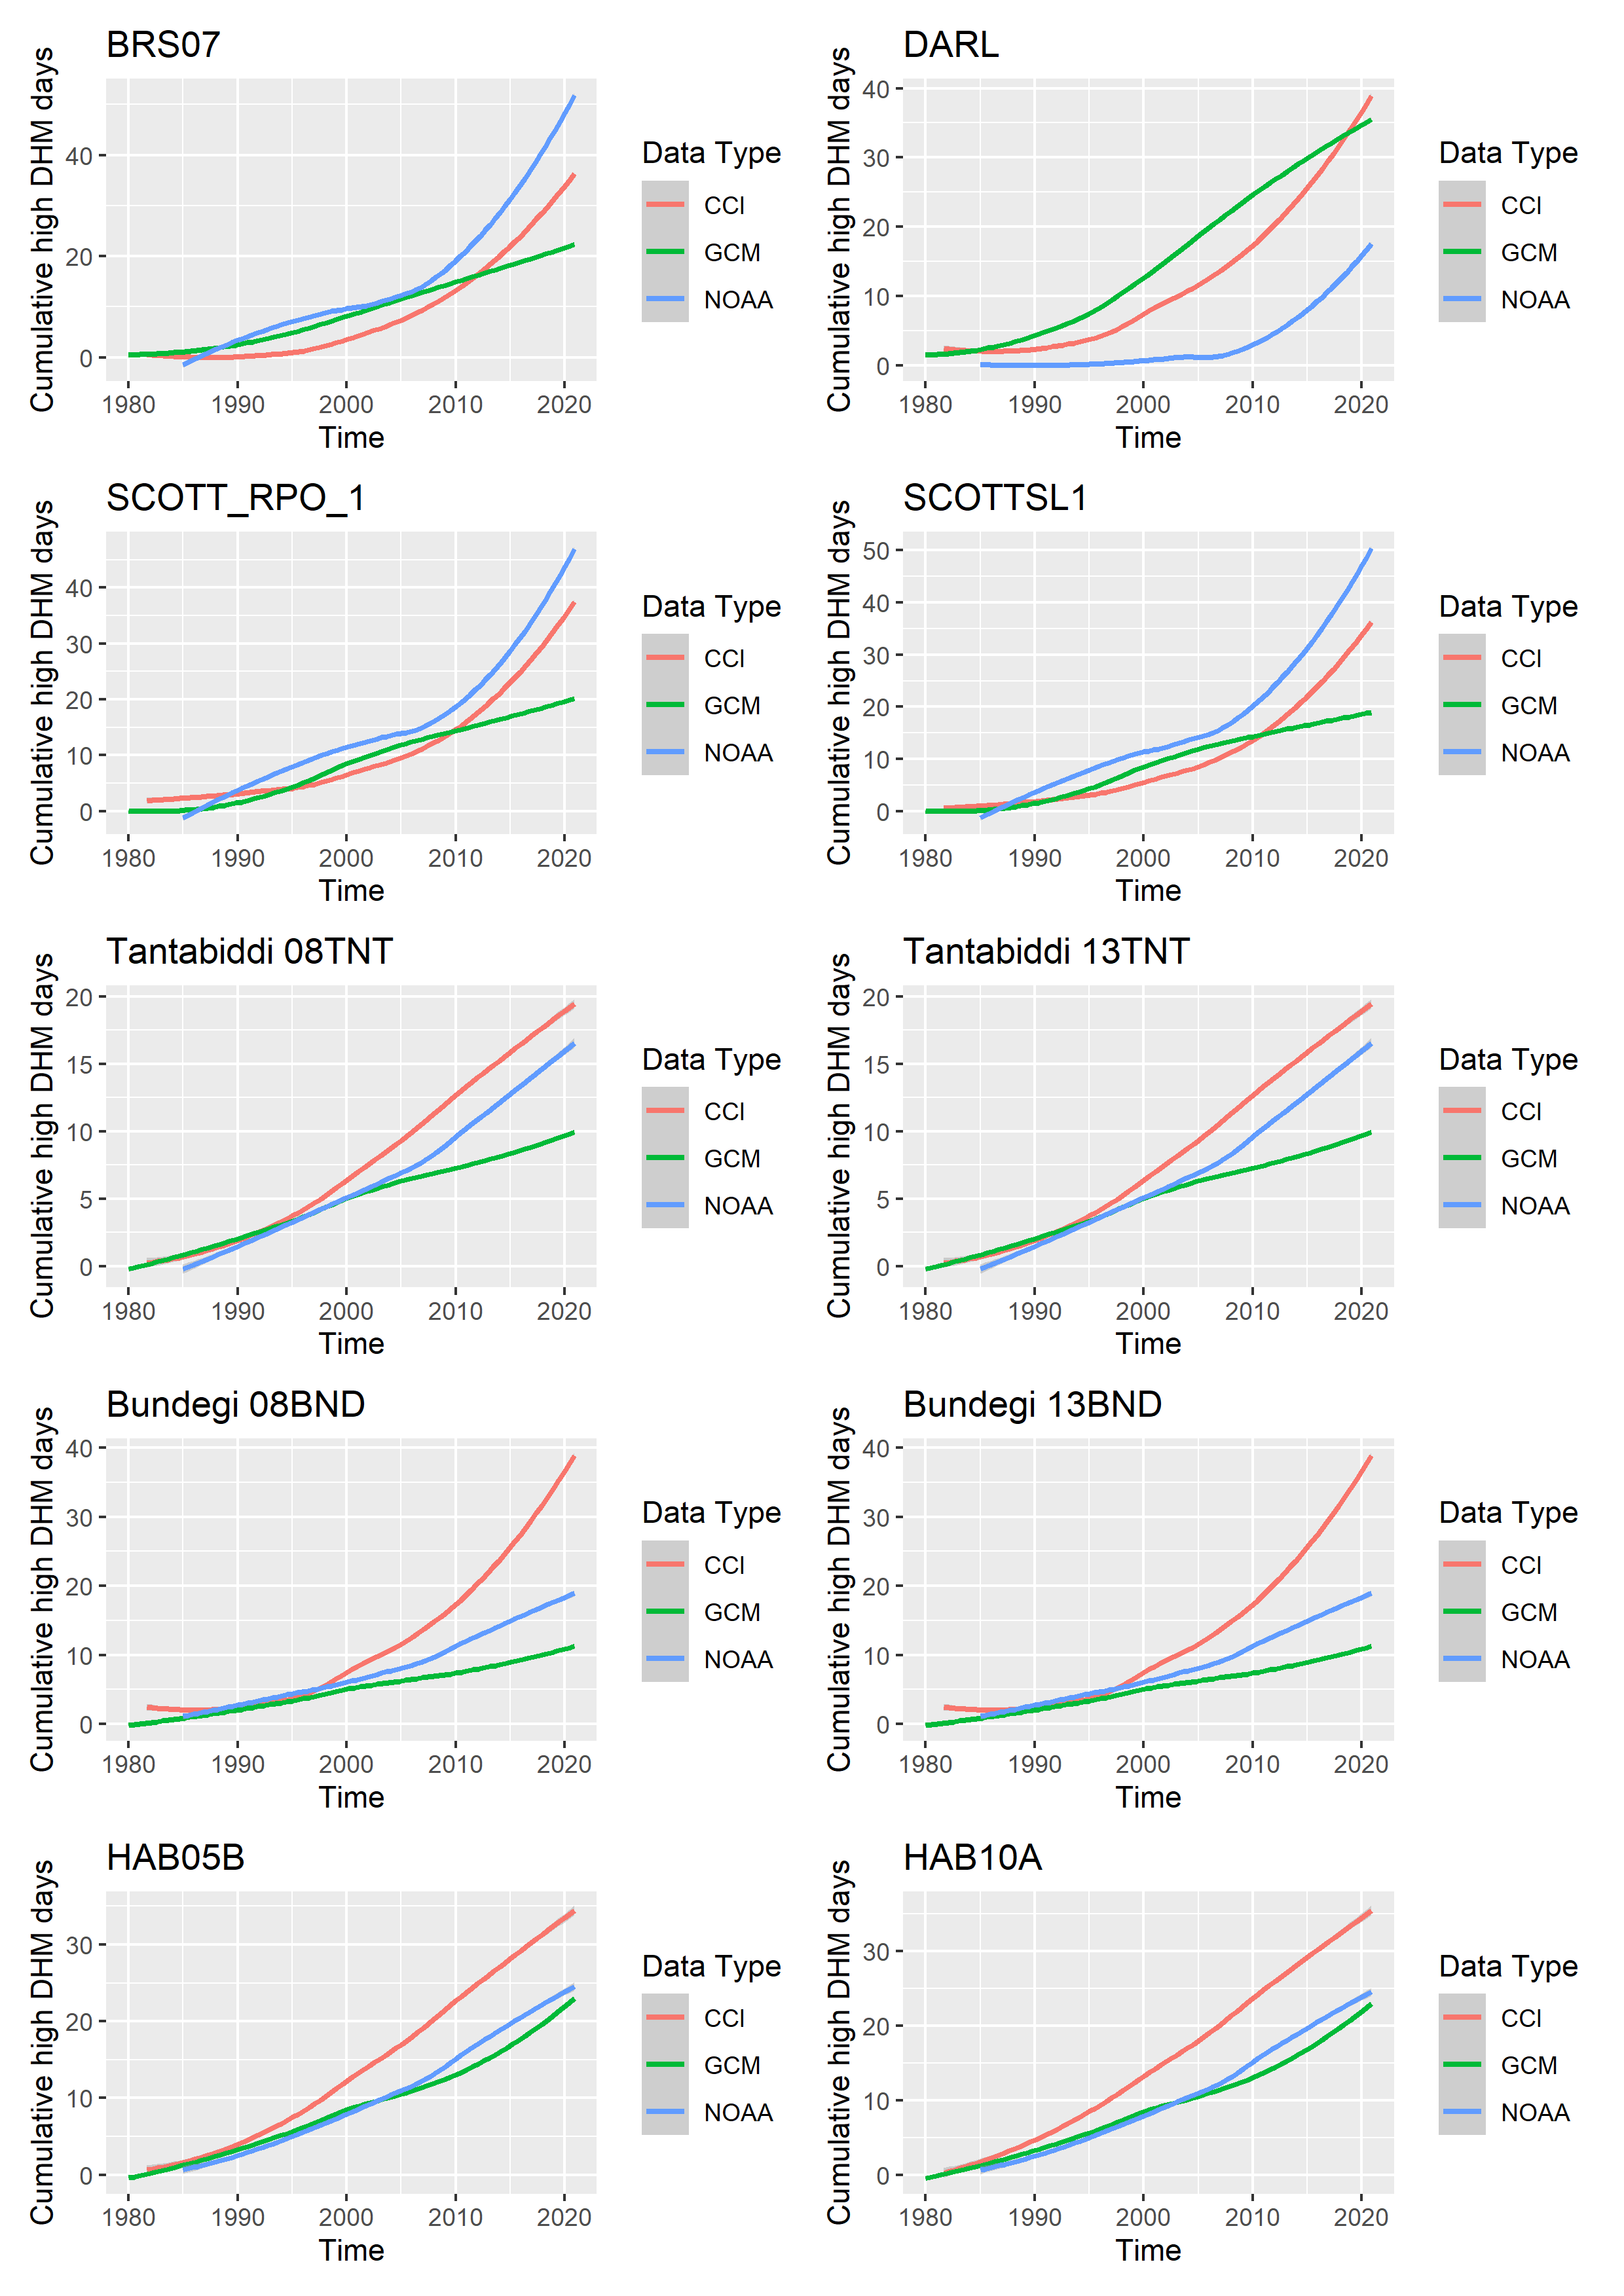 BRS07
Cumulative high DHM days
40
20
0
1980 1990 2000 2010 2020
Time
Data Type
CCI
GCM
NOAA
DARL
Cumulative high DHM days
40
30
20
10
0
1980 1990 2000 2010 2020
Time
Data Type
CCI
GCM
NOAA
SCOTT_RPO_1
Cumulative high DHM days
40
30
20
10
0
1980 1990 2000 2010 2020
Time
Data Type
CCI
GCM
NOAA
SCOTTSL1
Cumulative high DHM days
50
40
30
20
10
0
1980 1990 2000 2010 2020
Time
Data Type
CCI
GCM
NOAA
Tantabiddi 08TNT
Cumulative high DHM days
20
15
10
5
0
1980 1990 2000 2010 2020
Time
Data Type
CCI
GCM
NOAA
Tantabiddi 13TNT
Cumulative high DHM days
20
15
10
5
0
1980 1990 2000 2010 2020
Time
Data Type
CCI
GCM
NOAA
Bundegi 08BND
Cumulative high DHM days
40
30
20
10
0
1980 1990 2000 2010 2020
Time
Data Type
CCI
GCM
NOAA
Bundegi 13BND
Cumulative high DHM days
40
30
20
10
0
1980 1990 2000 2010 2020
Time
Data Type
CCI
GCM
NOAA
HAB05B
Cumulative high DHM days
30
20
10
0
1980 1990 2000 2010 2020
Time
Data Type
CCI
GCM
NOAA
HAB10A
Cumulative high DHM days
30
20
10
0
1980 1990 2000 2010 2020
Time
Data Type
CCI
GCM
NOAA